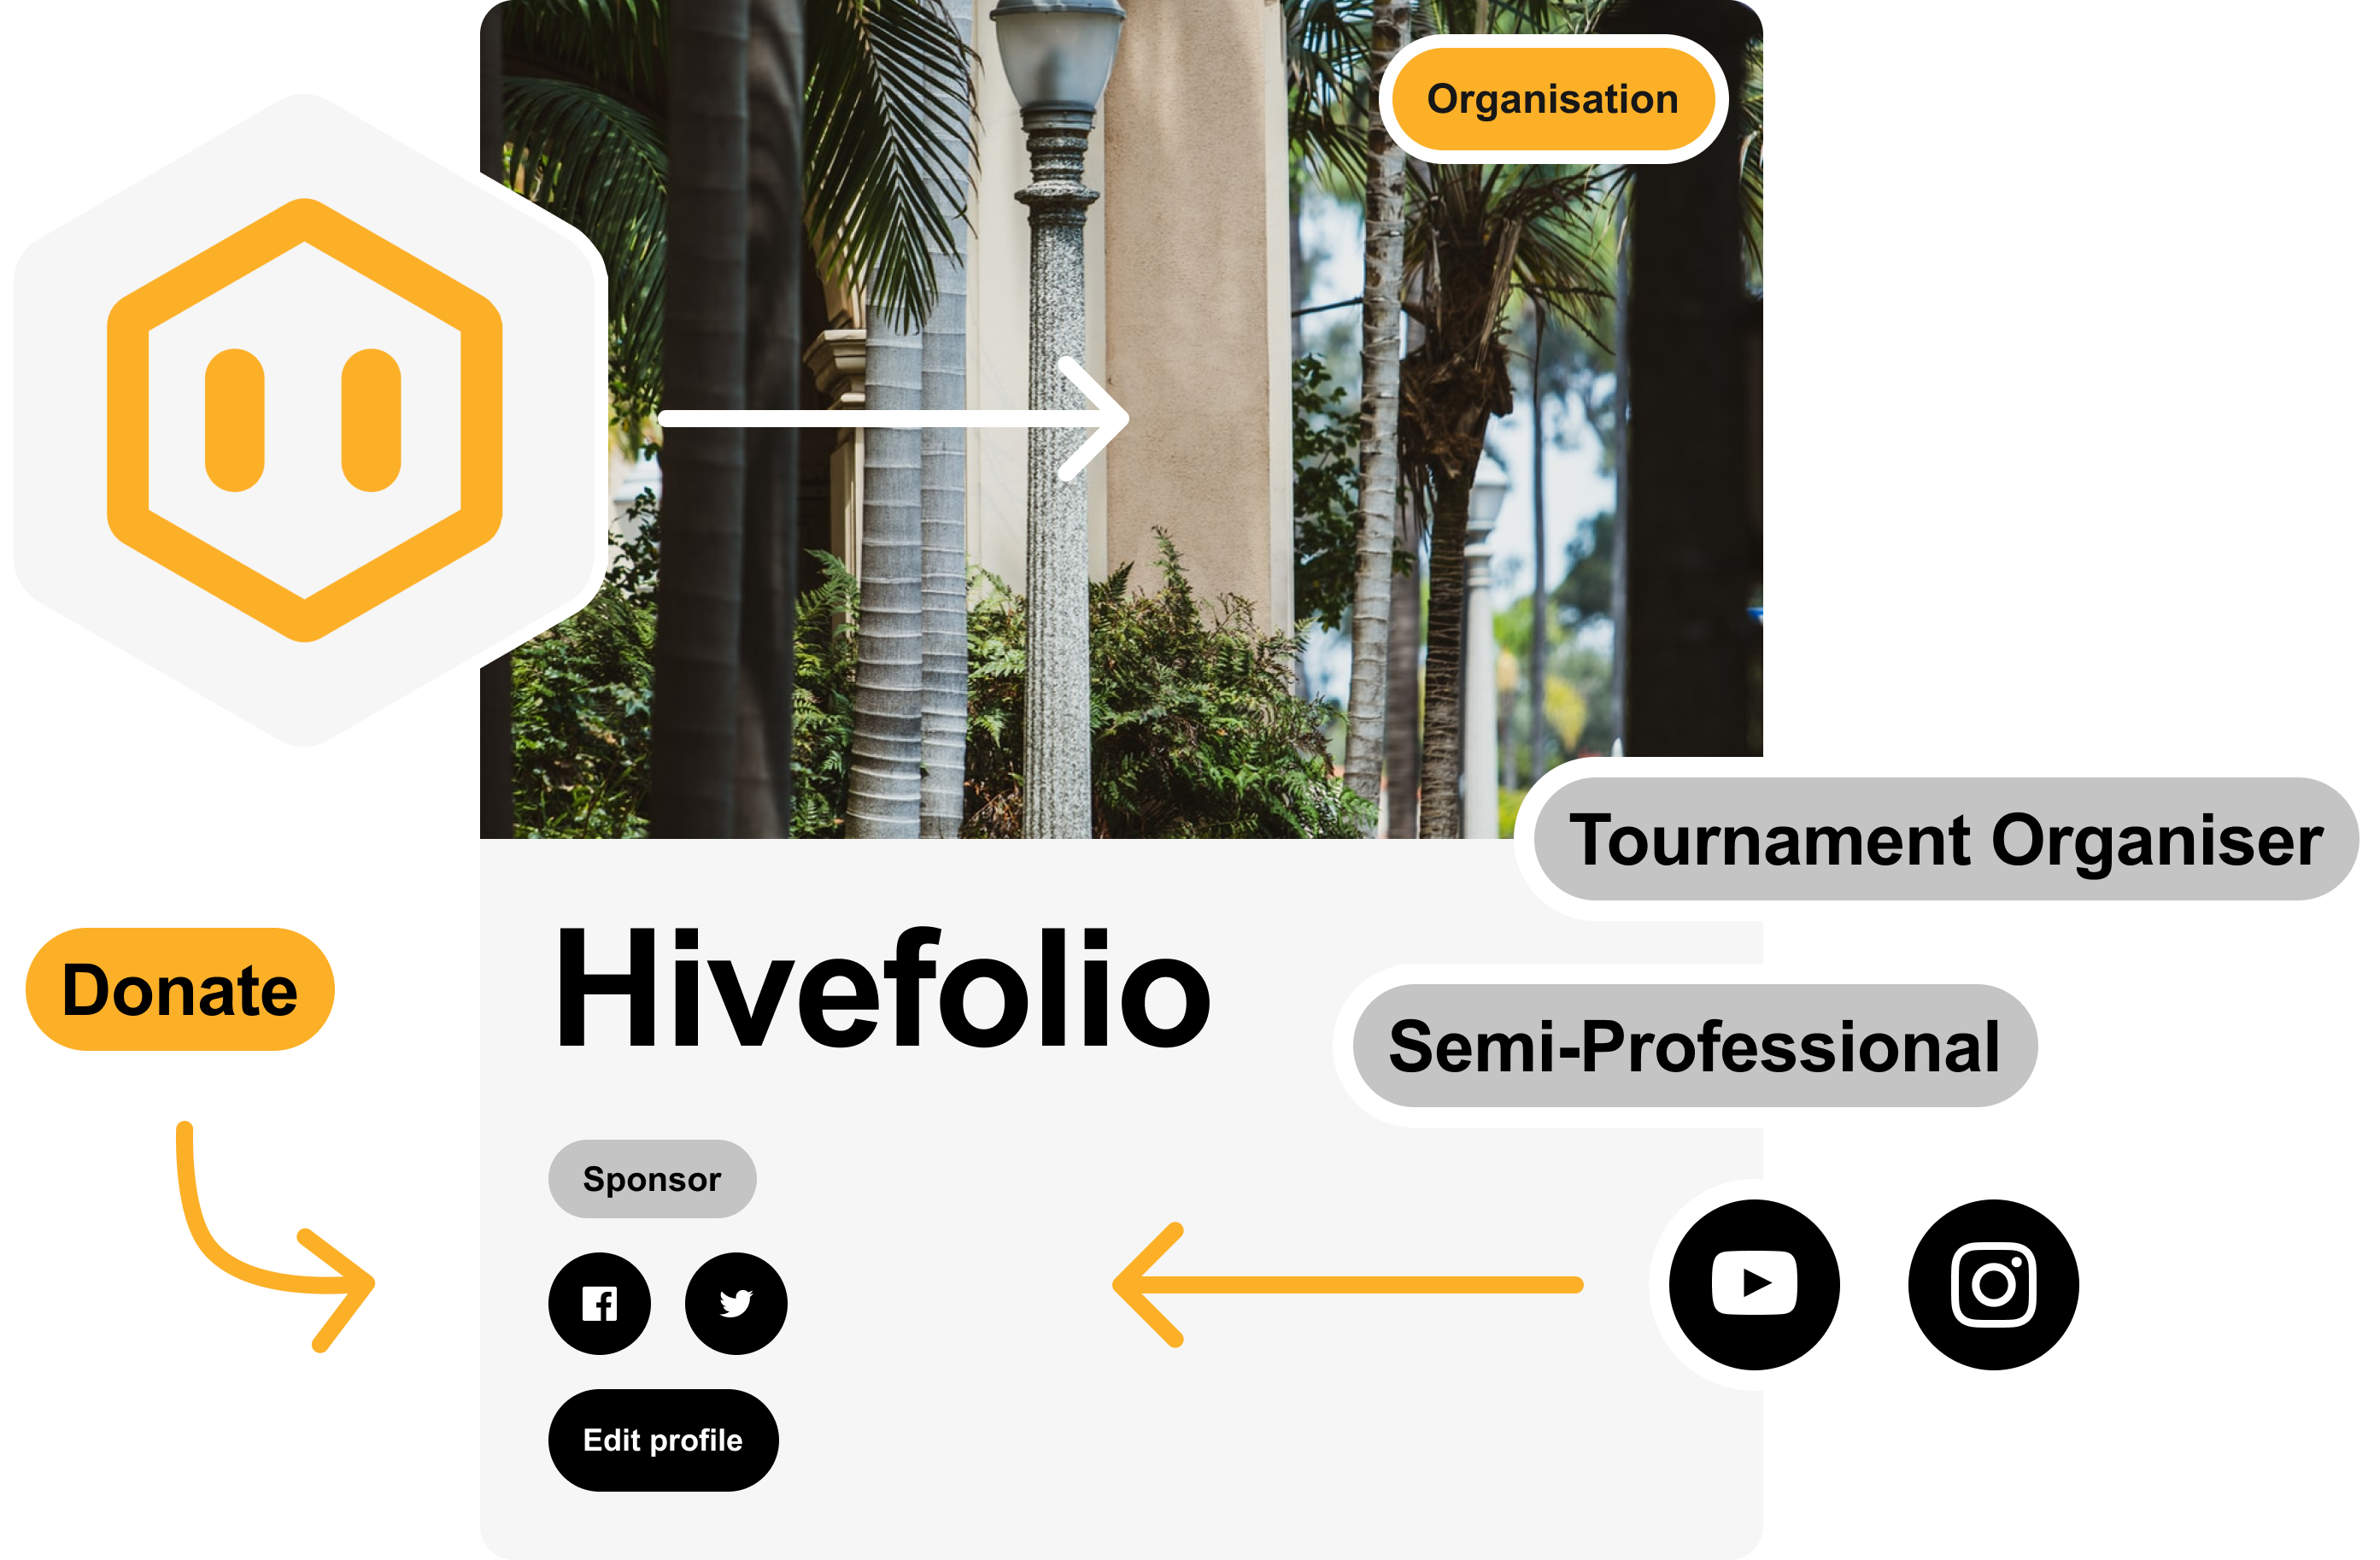 Organisation
Tournament Organiser
Hivefolio
Donate
Semi-Professional
Sponsor
Edit profile